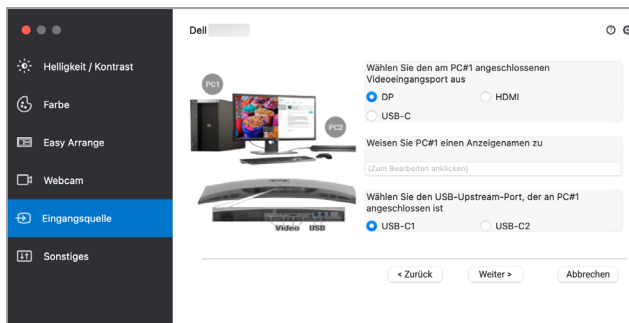 Dell
Helligkeit / Kontrast
Farbe
Easy Arrange
Webcam
Eingangsquelle
Sonstiges
PC1
PC2
Video USB
Wählen Sie den am PC#1 angeschlossenen
Videoeingangsport aus
DP HDMI
USB-C
Weisen Sie PC#1 einen Anzeigenamen zu
(Zum Bearbeiten anklicken)
Wählen Sie den USB-Upstream-Port, der an PC#1
angeschlossen ist
USB-C1 USB-C2
< Zurück Weiter > Abbrechen